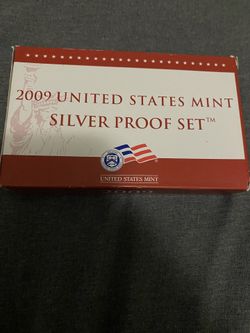 2009 UNITED STATES MINT
SILVER PROOF SET™
UNITED STATES MINT